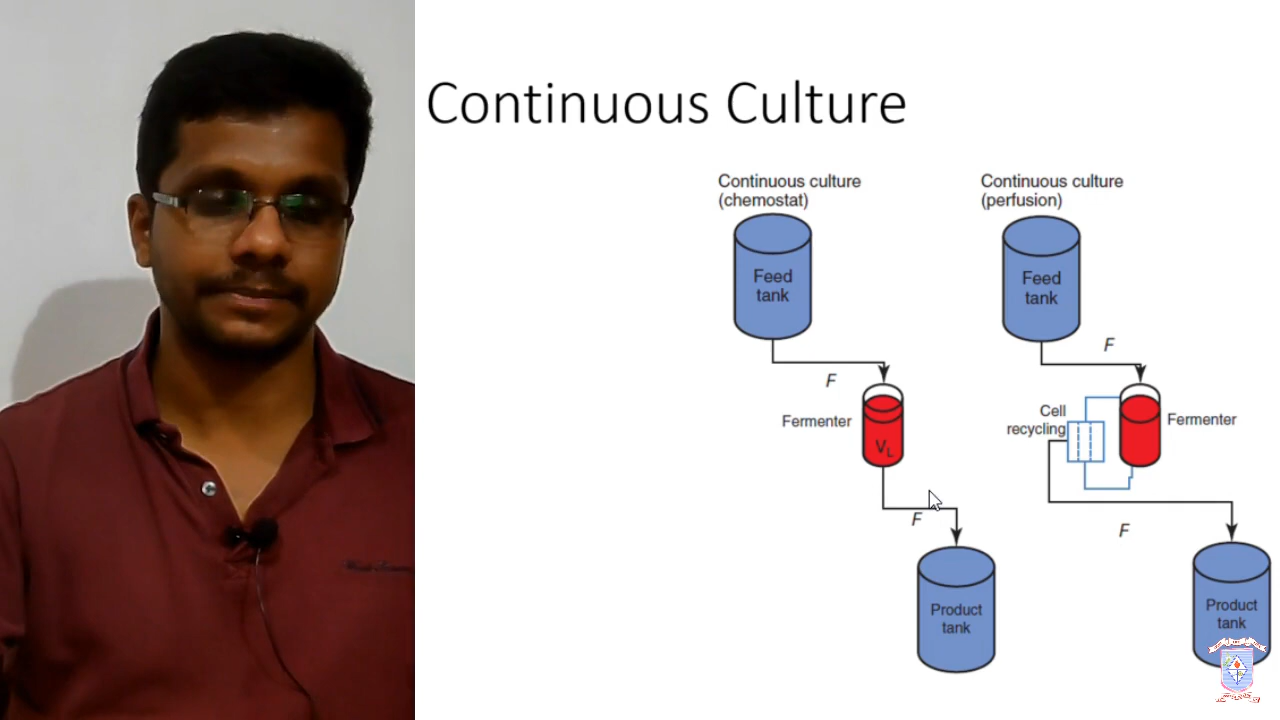 Continuous Culture
Continuous culture
(chemostat)
Feed
tank
F
Fermenter
V_L
F
Product
tank
Continuous culture
(perfusion)
Feed
tank
F
Cell
recycling
Fermenter
F
Product
tank